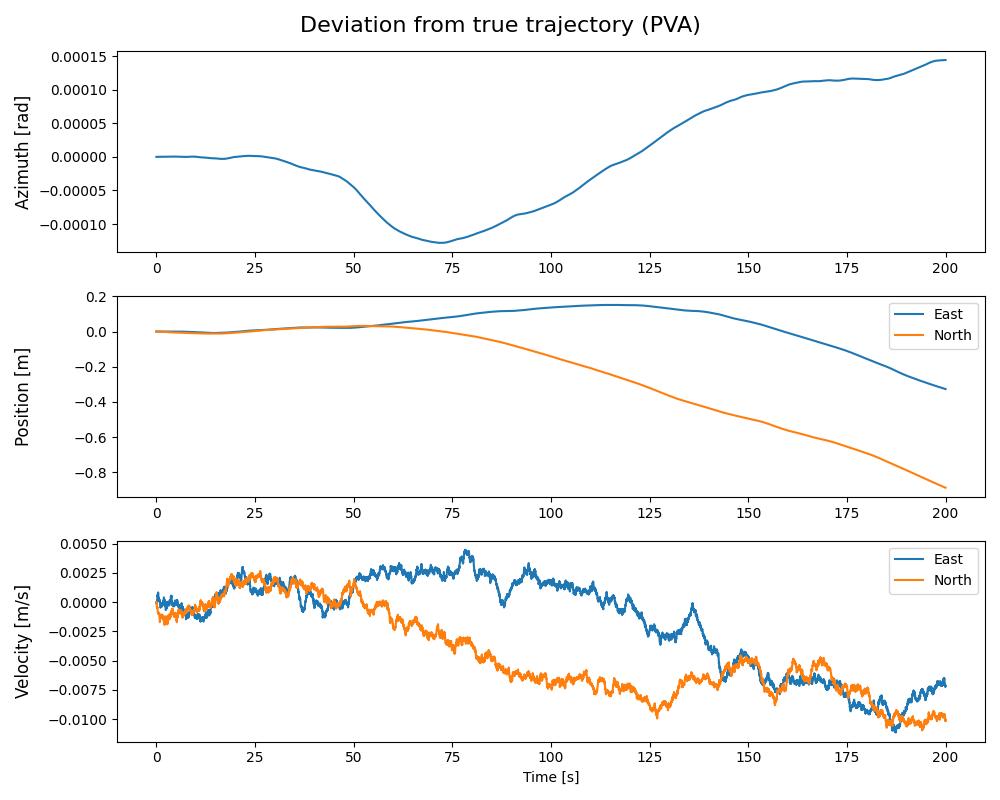 Deviation from true trajectory (PVA)
Azimuth [rad]
0.00015
0.00010
0.00005
0.00000
−0.00005
−0.00010
0 25 50 75 100 125 150 175 200
Position [m]
0.2
0.0
−0.2
−0.4
−0.6
−0.8
East
North
0 25 50 75 100 125 150 175 200
Velocity [m/s]
0.0050
0.0025
0.0000
−0.0025
−0.0050
−0.0075
−0.0100
East
North
0 25 50 75 100 125 150 175 200
Time [s]